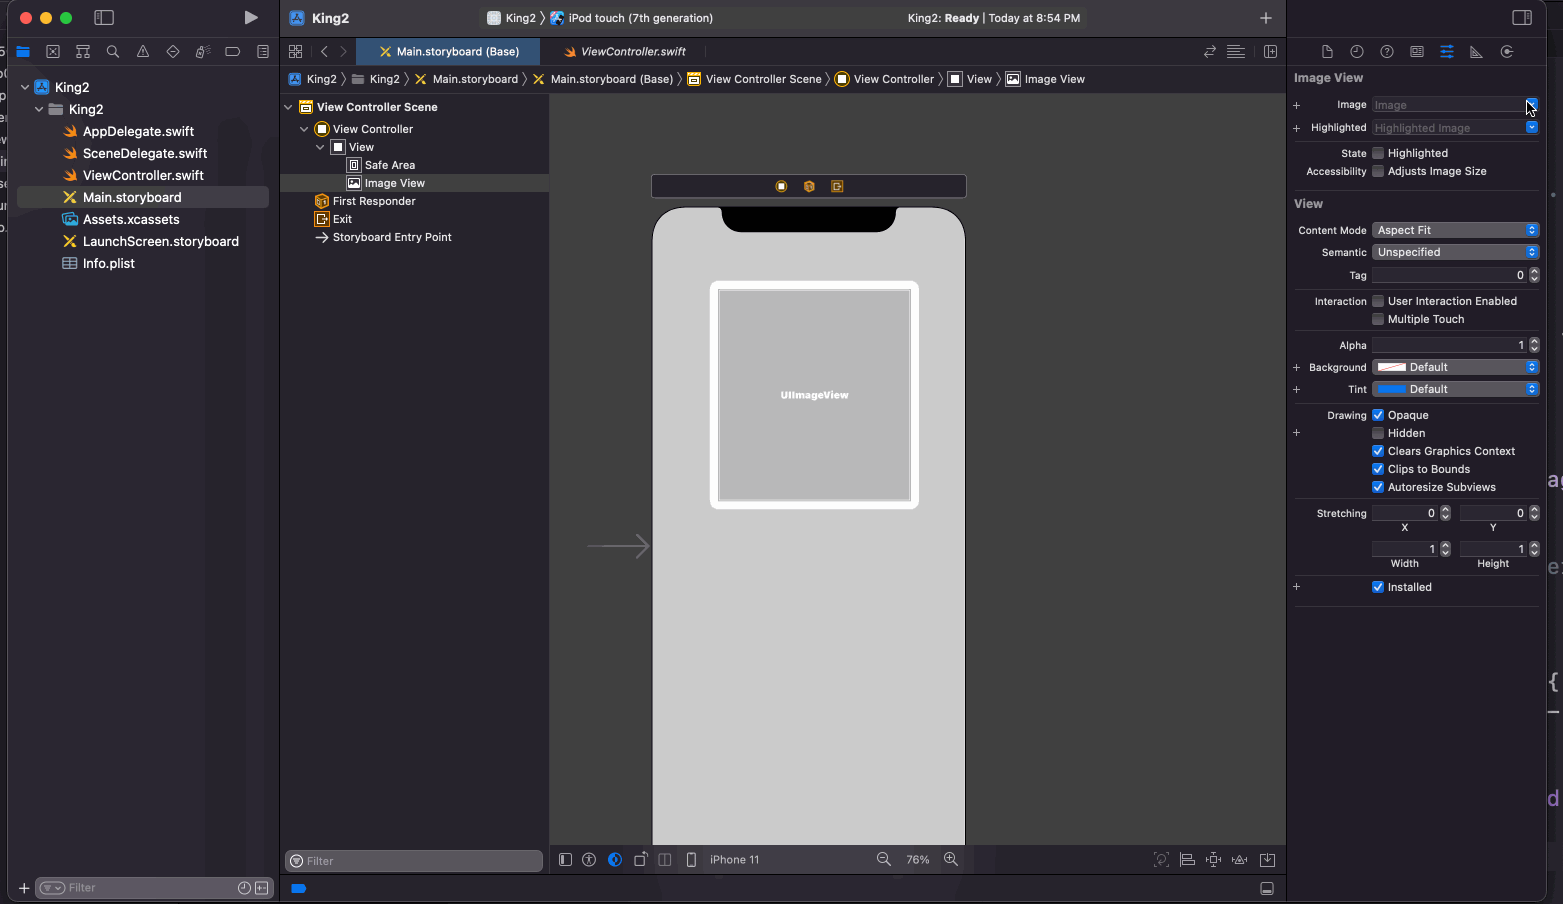 King2
King2 〉 iPod touch (7th generation)
King2: Ready | Today at 8:54 PM
Main.storyboard (Base)
ViewController.swift
King2 〉 King2 〉 Main.storyboard 〉 Main.storyboard (Base) 〉 View Controller Scene 〉 View Controller 〉 View 〉 Image View
King2
King2
AppDelegate.swift
SceneDelegate.swift
ViewController.swift
Main.storyboard
Assets.xcassets
LaunchScreen.storyboard
Info.plist
Filter
View Controller Scene
View Controller
View
Safe Area
Image View
First Responder
Exit
Storyboard Entry Point
Filter
UIImageView
iPhone 11
76%
Image View
Image Image
Highlighted Highlighted Image
State Highlighted
Accessibility Adjusts Image Size
View
Content Mode Aspect Fit
Semantic Unspecified
Tag 0
Interaction User Interaction Enabled
Multiple Touch
Alpha 1
Background Default
Tint Default
Drawing Opaque
Hidden
Clears Graphics Context
Clips to Bounds
Autoresize Subviews
Stretching 0 0
X Y
1 1
Width Height
Installed